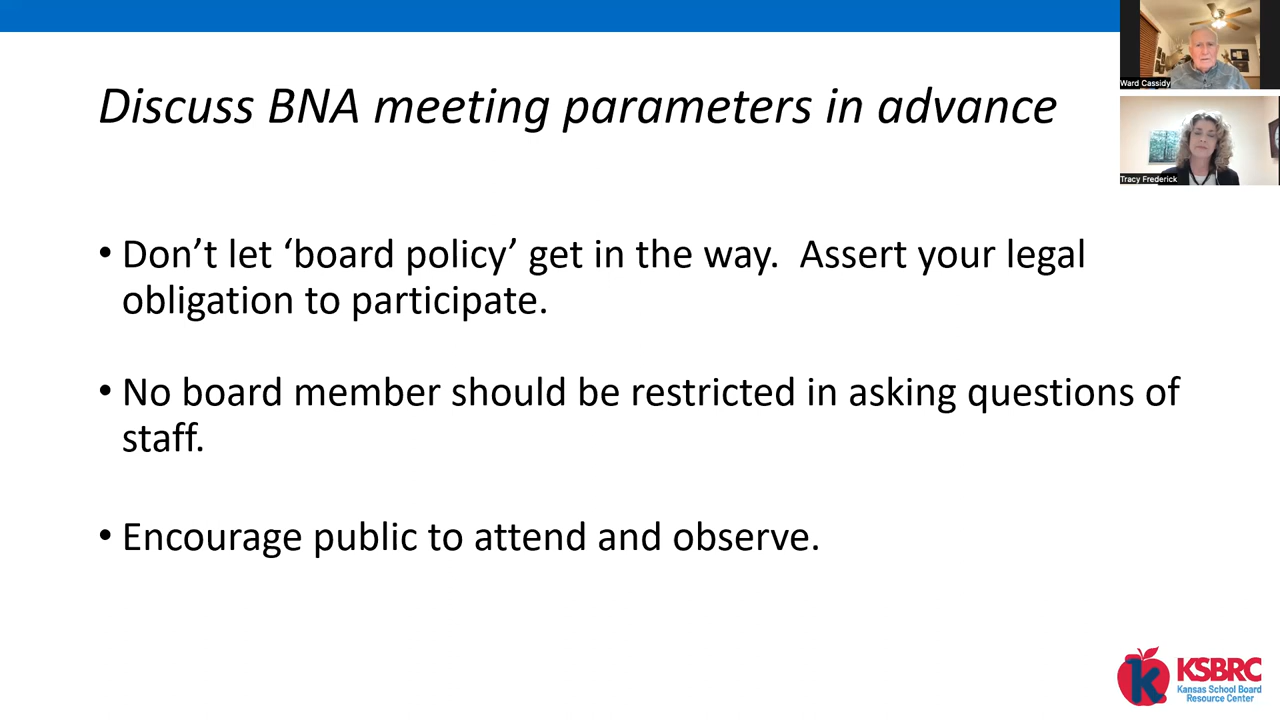 Discuss BNA meeting parameters in advance
Ward Cassidy
Tracy Frederick
• Don’t let ‘board policy’ get in the way.  Assert your legal
obligation to participate.
• No board member should be restricted in asking questions of
staff.
• Encourage public to attend and observe.
k
KSBRC
Kansas School Board
Resource Center